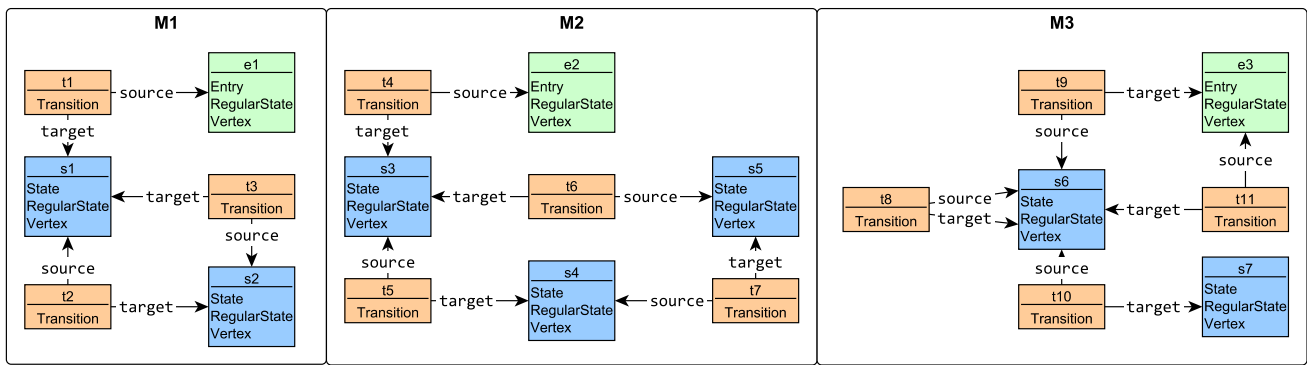 M1
t1
Transition
source
target
e1
Entry
RegularState
Vertex
s1
State
RegularState
Vertex
target
t3
Transition
source
source
t2
Transition
target
s2
State
RegularState
Vertex
M2
t4
Transition
source
target
e2
Entry
RegularState
Vertex
s3
State
RegularState
Vertex
target
t6
Transition
source
s5
State
RegularState
Vertex
source
t5
Transition
target
s4
State
RegularState
Vertex
source
target
t7
Transition
M3
t9
Transition
target
source
e3
Entry
RegularState
Vertex
source
t8
Transition
source
target
s6
State
RegularState
Vertex
target
t11
Transition
source
t10
Transition
target
s7
State
RegularState
Vertex